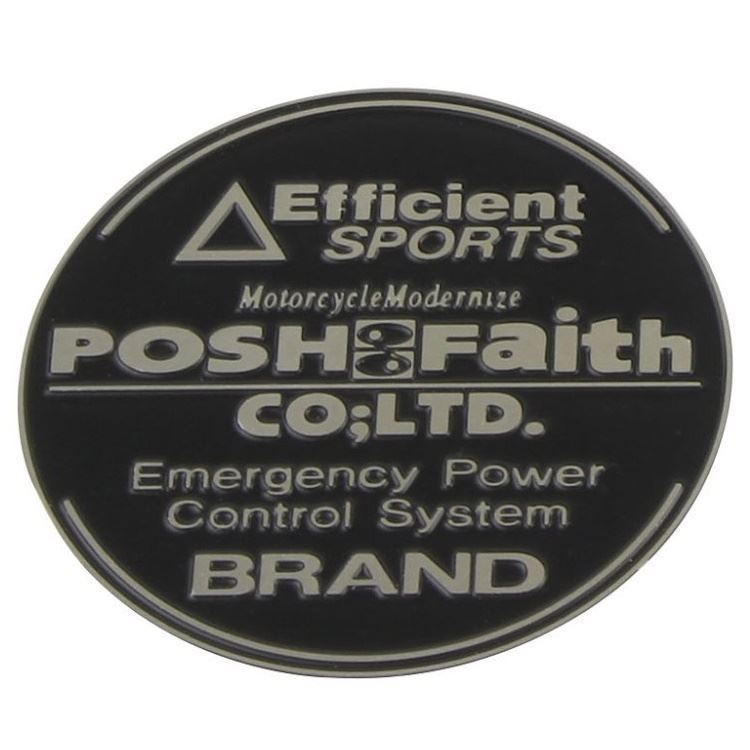 Efficient
SPORTS
MotorcycleModernize
POSH Faith
CO;LTD.
Emergency Power
Control System
BRAND